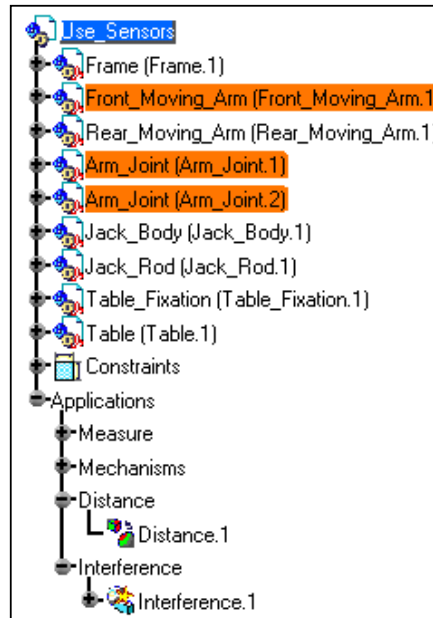 Use_Sensors
Frame (Frame.1)
Front_Moving_Arm (Front_Moving_Arm.1
Rear_Moving_Arm (Rear_Moving_Arm.1)
Arm_Joint (Arm_Joint.1)
Arm_Joint (Arm_Joint.2)
Jack_Body (Jack_Body.1)
Jack_Rod (Jack_Rod.1)
Table_Fixation (Table_Fixation.1)
Table (Table.1)
Constraints
Applications
Measure
Mechanisms
Distance
Distance.1
Interference
Interference.1